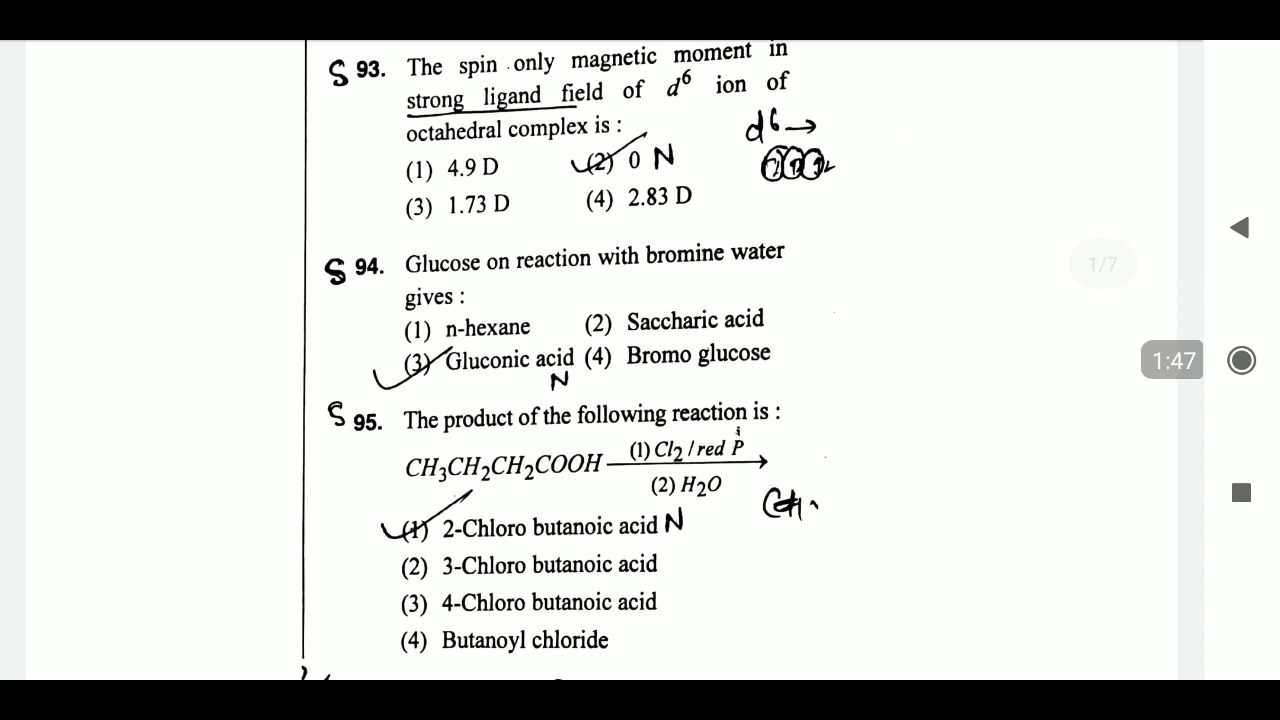 S 93. The spin only magnetic moment in
strong ligand field of d⁶ ion of
octahedral complex is :
d⁶ →
(1) 4.9 D (2) 0 N
(3) 1.73 D (4) 2.83 D
1/7
S 94. Glucose on reaction with bromine water
gives :
(1) n-hexane (2) Saccharic acid
(3) Gluconic acid (4) Bromo glucose
N
1:47
S 95. The product of the following reaction is :
CH₃CH₂CH₂COOH (1) Cl₂ / red P →
(2) H₂O
(1) 2-Chloro butanoic acid N
(2) 3-Chloro butanoic acid
(3) 4-Chloro butanoic acid
(4) Butanoyl chloride